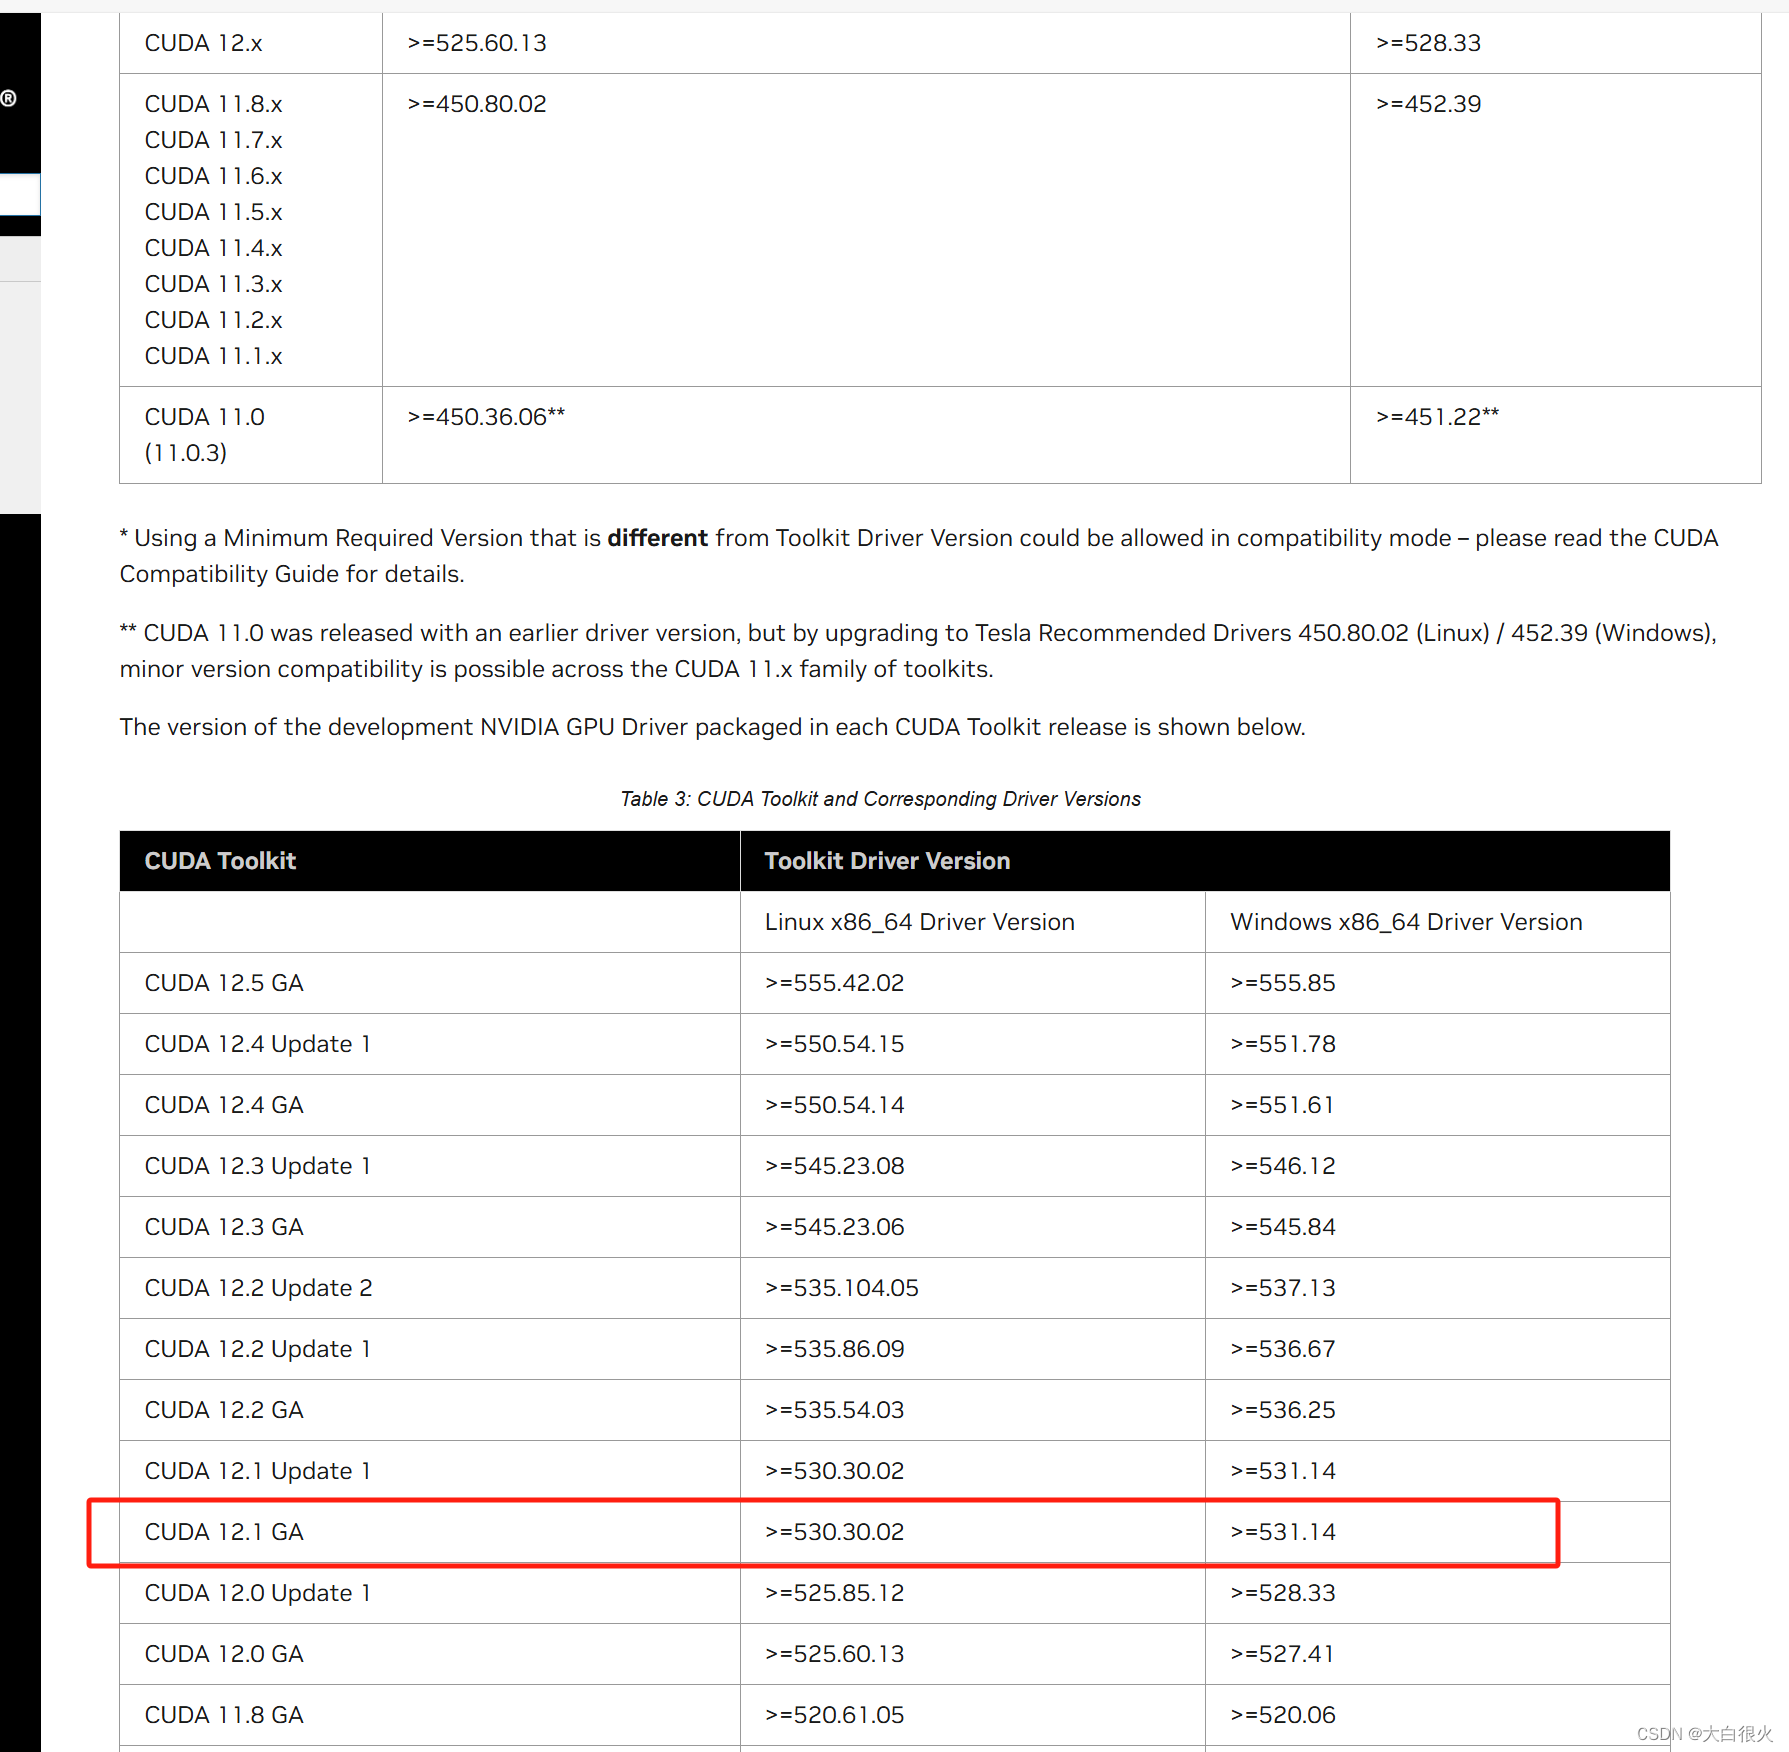 CUDA 12.x >=525.60.13 >=528.33
®
CUDA 11.8.x >=450.80.02 >=452.39
CUDA 11.7.x
CUDA 11.6.x
CUDA 11.5.x
CUDA 11.4.x
CUDA 11.3.x
CUDA 11.2.x
CUDA 11.1.x
CUDA 11.0 >=450.36.06** >=451.22**
(11.0.3)
* Using a Minimum Required Version that is different from Toolkit Driver Version could be allowed in compatibility mode – please read the CUDA
Compatibility Guide for details.
** CUDA 11.0 was released with an earlier driver version, but by upgrading to Tesla Recommended Drivers 450.80.02 (Linux) / 452.39 (Windows),
minor version compatibility is possible across the CUDA 11.x family of toolkits.
The version of the development NVIDIA GPU Driver packaged in each CUDA Toolkit release is shown below.
Table 3: CUDA Toolkit and Corresponding Driver Versions
CUDA Toolkit Toolkit Driver Version
Linux x86_64 Driver Version Windows x86_64 Driver Version
CUDA 12.5 GA >=555.42.02 >=555.85
CUDA 12.4 Update 1 >=550.54.15 >=551.78
CUDA 12.4 GA >=550.54.14 >=551.61
CUDA 12.3 Update 1 >=545.23.08 >=546.12
CUDA 12.3 GA >=545.23.06 >=545.84
CUDA 12.2 Update 2 >=535.104.05 >=537.13
CUDA 12.2 Update 1 >=535.86.09 >=536.67
CUDA 12.2 GA >=535.54.03 >=536.25
CUDA 12.1 Update 1 >=530.30.02 >=531.14
CUDA 12.1 GA >=530.30.02 >=531.14
CUDA 12.0 Update 1 >=525.85.12 >=528.33
CUDA 12.0 GA >=525.60.13 >=527.41
CUDA 11.8 GA >=520.61.05 >=520.06
CSDN @大白很火